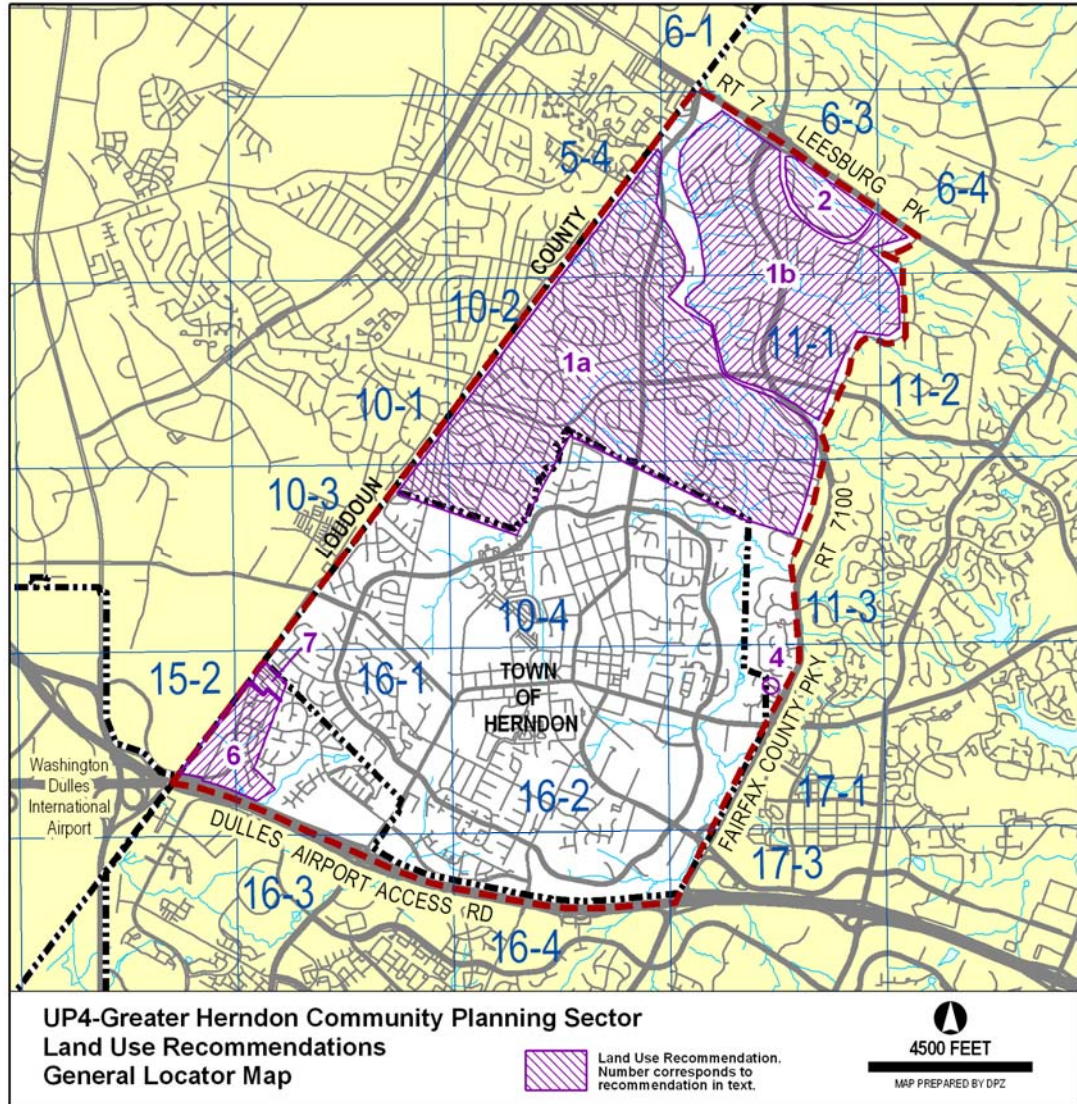 6-1
RT 7
LEESBURG
PK
6-3
5-4
6-4
2
1b
COUNTY
10-2
1a
11-1
11-2
10-1
10-3
LOUDOUN
RT 7100
11-3
10-4
7
4
15-2
16-1
TOWN
OF
HERNDON
FAIRFAX COUNTY PKY
6
Washington
Dulles
International
Airport
16-2
17-1
DULLES AIRPORT ACCESS RD
17-3
16-3
16-4
UP4-Greater Herndon Community Planning Sector
Land Use Recommendations
General Locator Map
Land Use Recommendation.
Number corresponds to
recommendation in text.
4500 FEET
MAP PREPARED BY DPZ